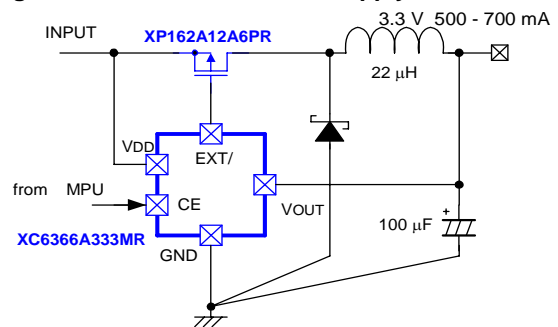 3.3 V 500 - 700 mA
INPUT
XP162A12A6PR
22 μH
VDD
EXT/
from MPU
CE
VOUT
XC6366A333MR
GND
+
100 μF